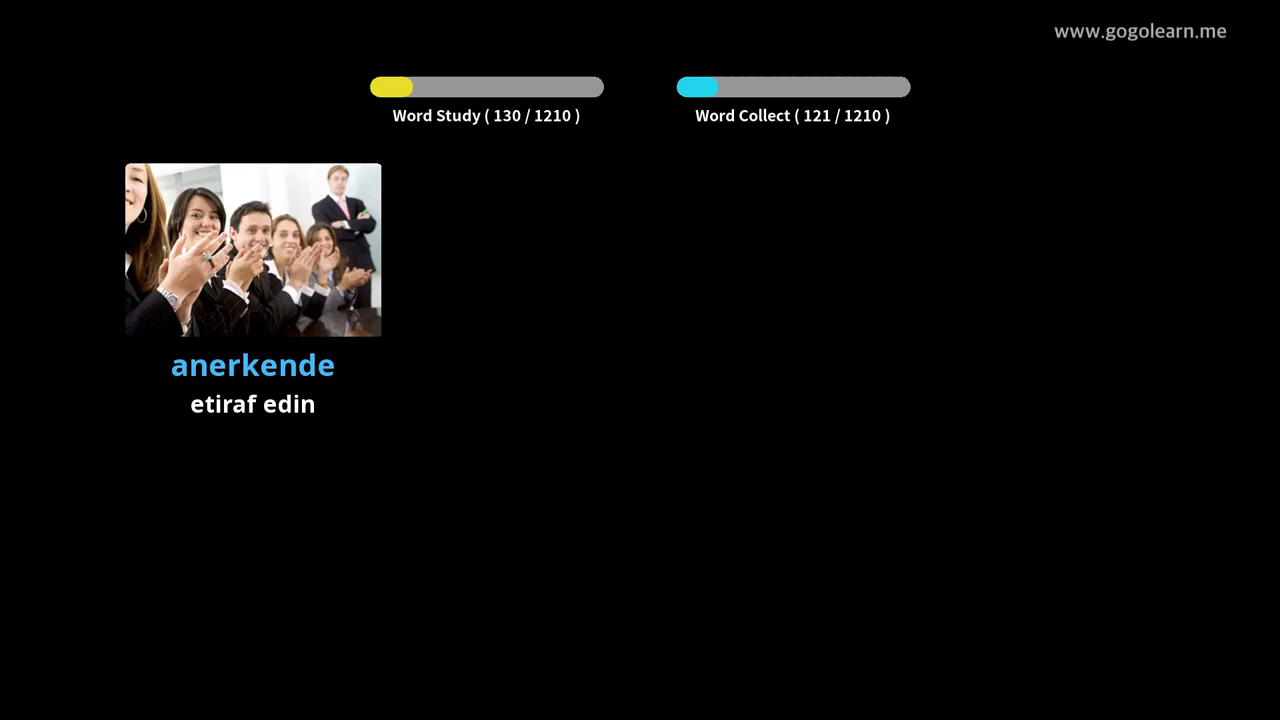 www.gogolearn.me
Word Study ( 130 / 1210 )
Word Collect ( 121 / 1210 )
anerkende
etiraf edin